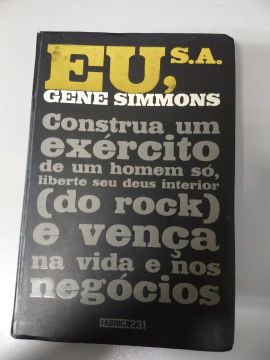 EU, S.A.
GENE SIMMONS
Construa um
exército
de um homem só,
liberte seu deus interior
(do rock)
e vença
na vida e nos
negócios
FÁBRICA231